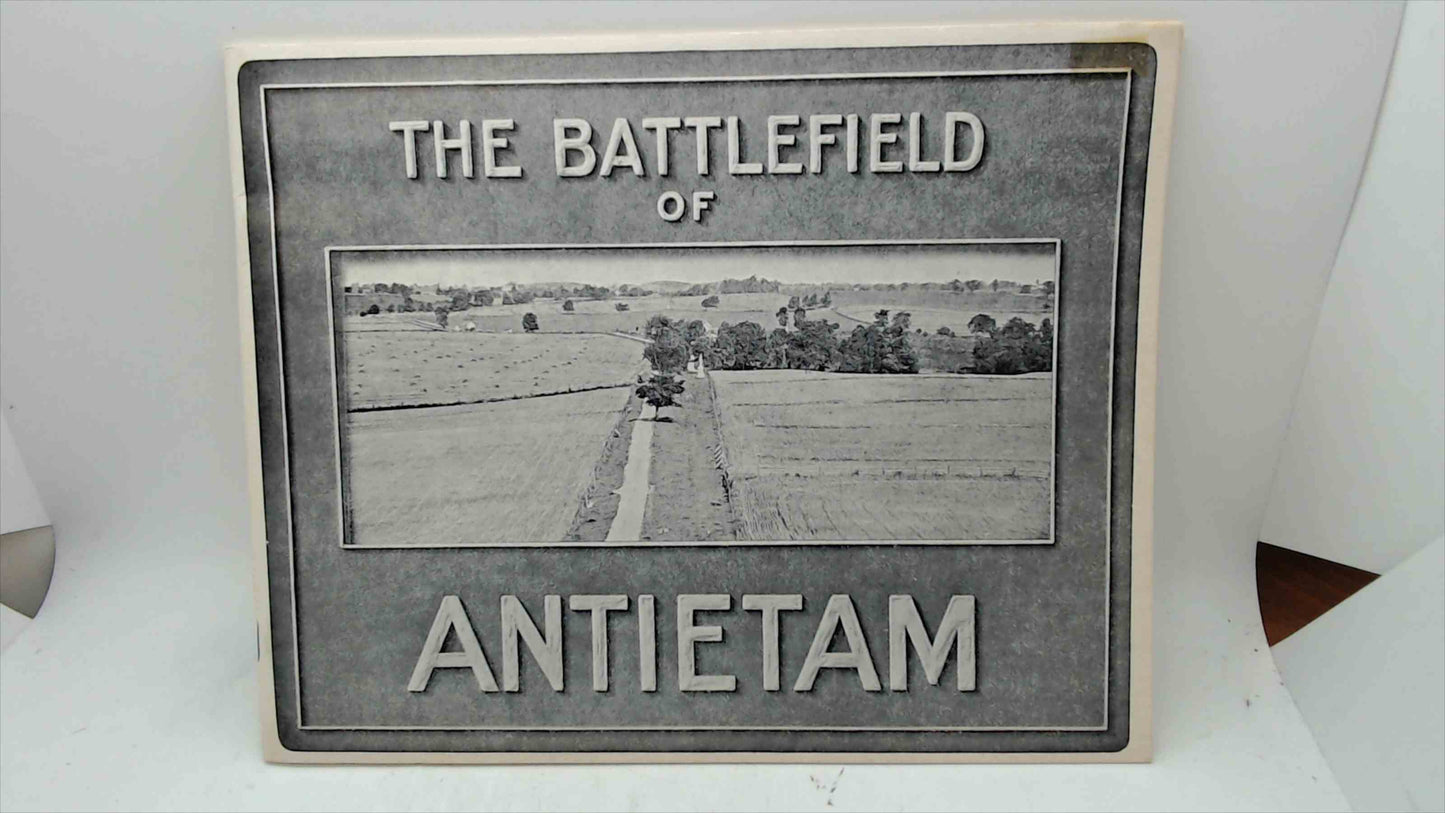 THE BATTLEFIELD
OF
ANTIETAM